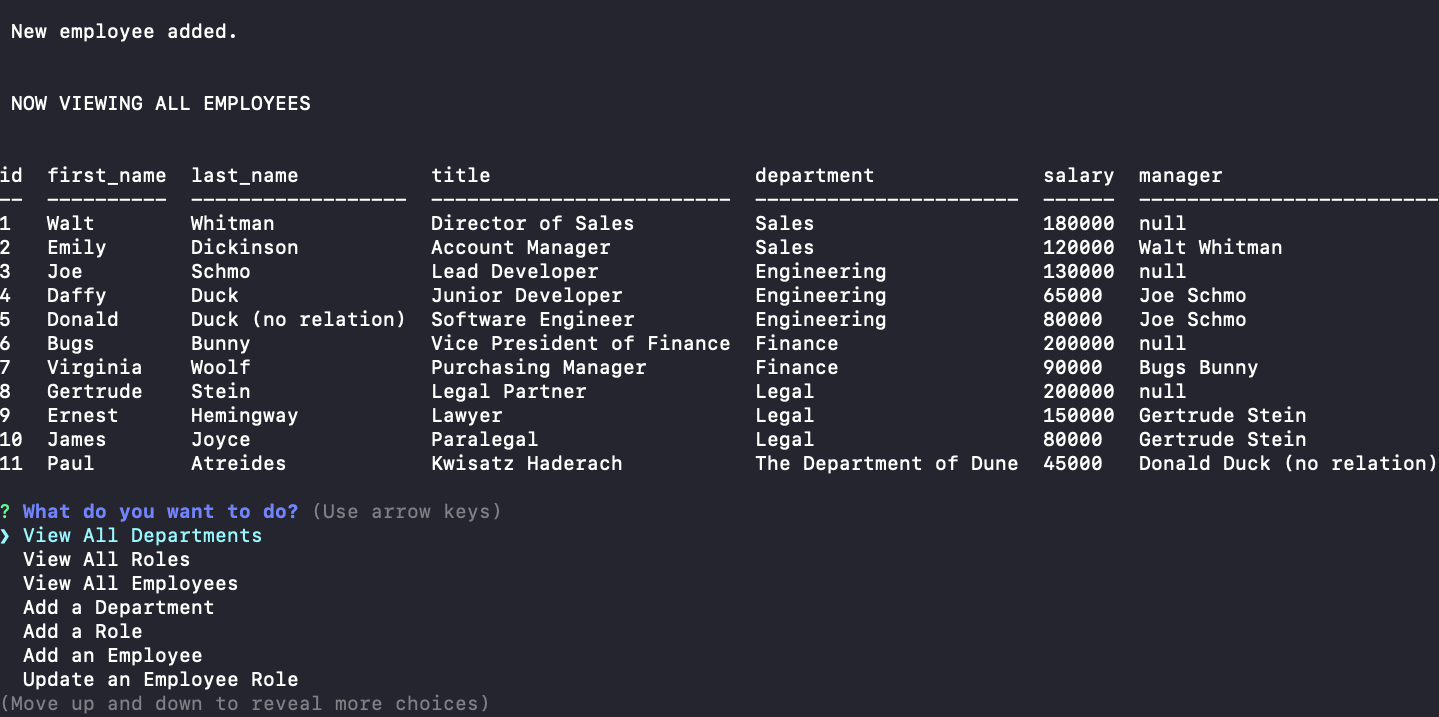 New employee added.
NOW VIEWING ALL EMPLOYEES
id  first_name  last_name           title                      department              salary  manager
--  ----------  ------------------  -------------------------  ----------------------  ------  -------------------------
1   Walt        Whitman             Director of Sales          Sales                   180000  null
2   Emily       Dickinson           Account Manager            Sales                   120000  Walt Whitman
3   Joe         Schmo               Lead Developer             Engineering             130000  null
4   Daffy       Duck                Junior Developer           Engineering             65000   Joe Schmo
5   Donald      Duck (no relation)  Software Engineer          Engineering             80000   Joe Schmo
6   Bugs        Bunny               Vice President of Finance  Finance                 200000  null
7   Virginia    Woolf               Purchasing Manager         Finance                 90000   Bugs Bunny
8   Gertrude    Stein               Legal Partner              Legal                   200000  null
9   Ernest      Hemingway           Lawyer                     Legal                   150000  Gertrude Stein
10  James       Joyce               Paralegal                  Legal                   80000   Gertrude Stein
11  Paul        Atreides            Kwisatz Haderach           The Department of Dune  45000   Donald Duck (no relation)
? What do you want to do? (Use arrow keys)
❯ View All Departments
View All Roles
View All Employees
Add a Department
Add a Role
Add an Employee
Update an Employee Role
(Move up and down to reveal more choices)